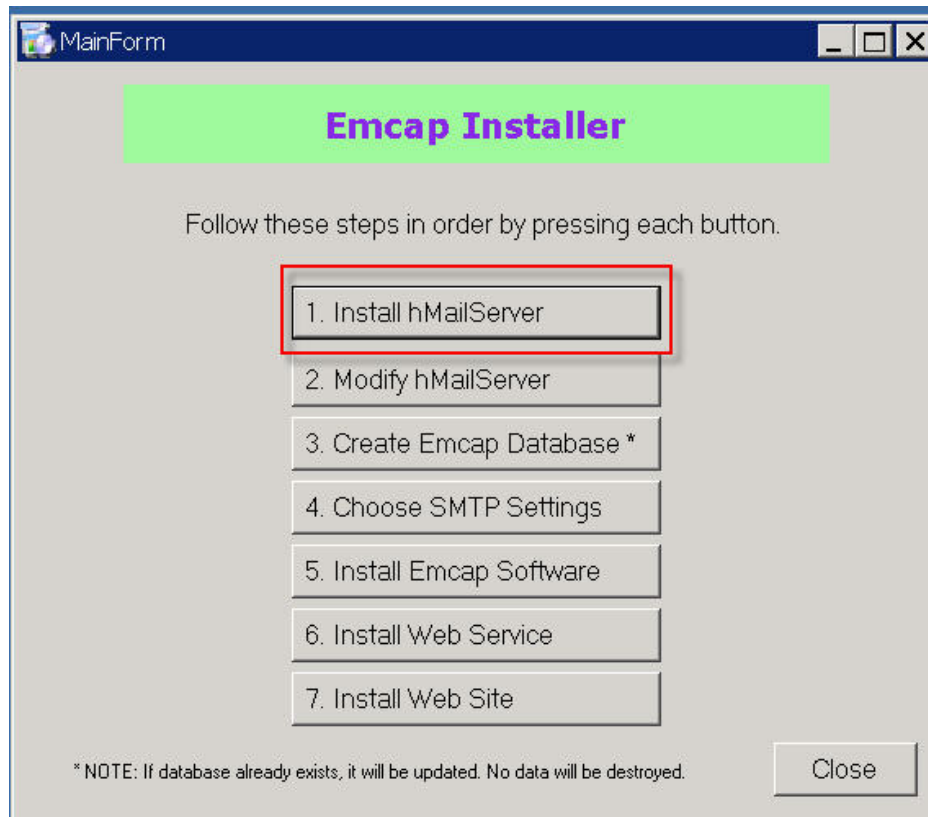 MainForm
Emcap Installer
Follow these steps in order by pressing each button.
1. Install hMailServer
2. Modify hMailServer
3. Create Emcap Database *
4. Choose SMTP Settings
5. Install Emcap Software
6. Install Web Service
7. Install Web Site
* NOTE: If database already exists, it will be updated. No data will be destroyed.
Close